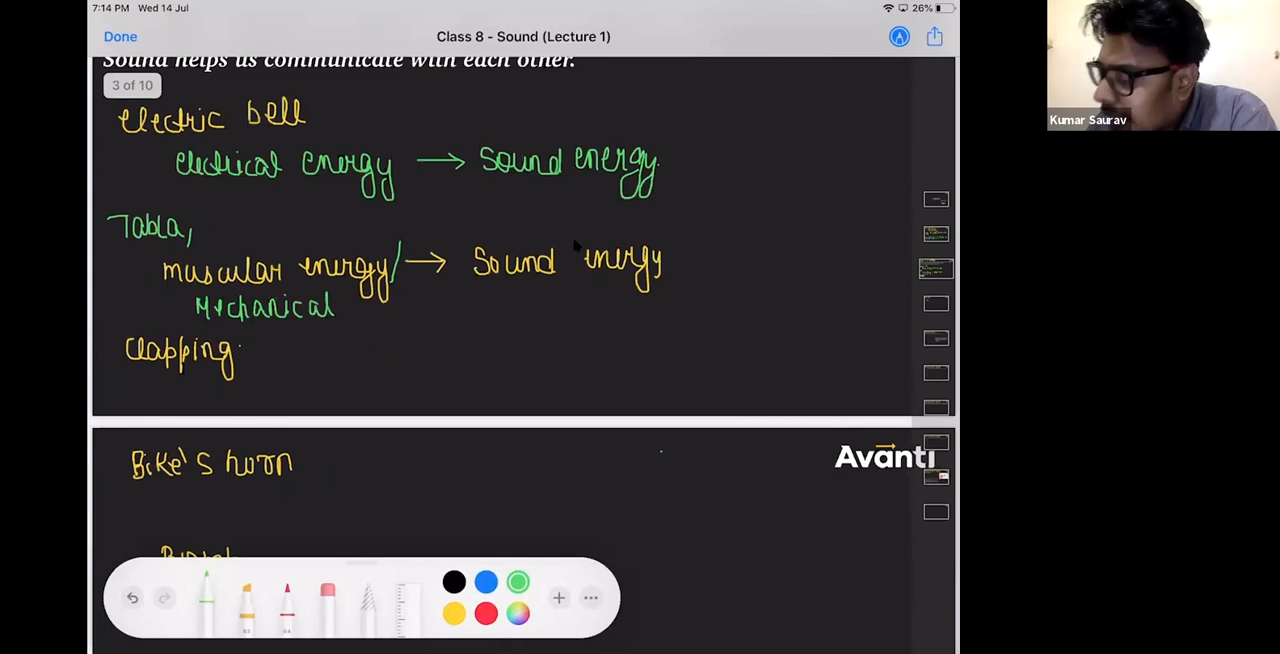 7:14 PM Wed 14 Jul
26%
Done
Class 8 - Sound (Lecture 1)
Sound helps us communicate with each other.
3 of 10
electric bell
electrical energy → Sound energy.
Tabla,
muscular energy/ → Sound energy
Mechanical
Clapping
Bike's horn
Avanti
Kumar Saurav